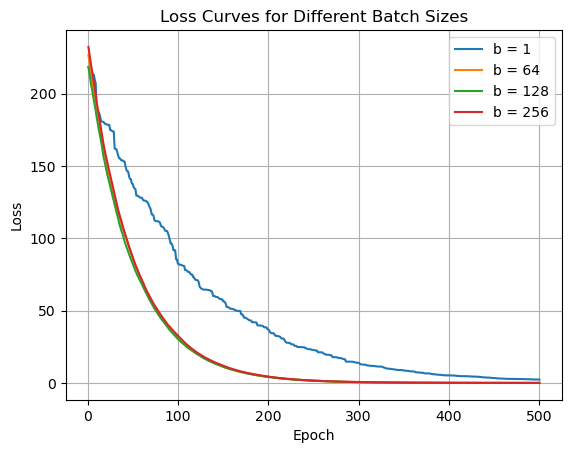 Loss Curves for Different Batch Sizes
b = 1
b = 64
b = 128
b = 256
200
150
100
50
0
Loss
0 100 200 300 400 500
Epoch